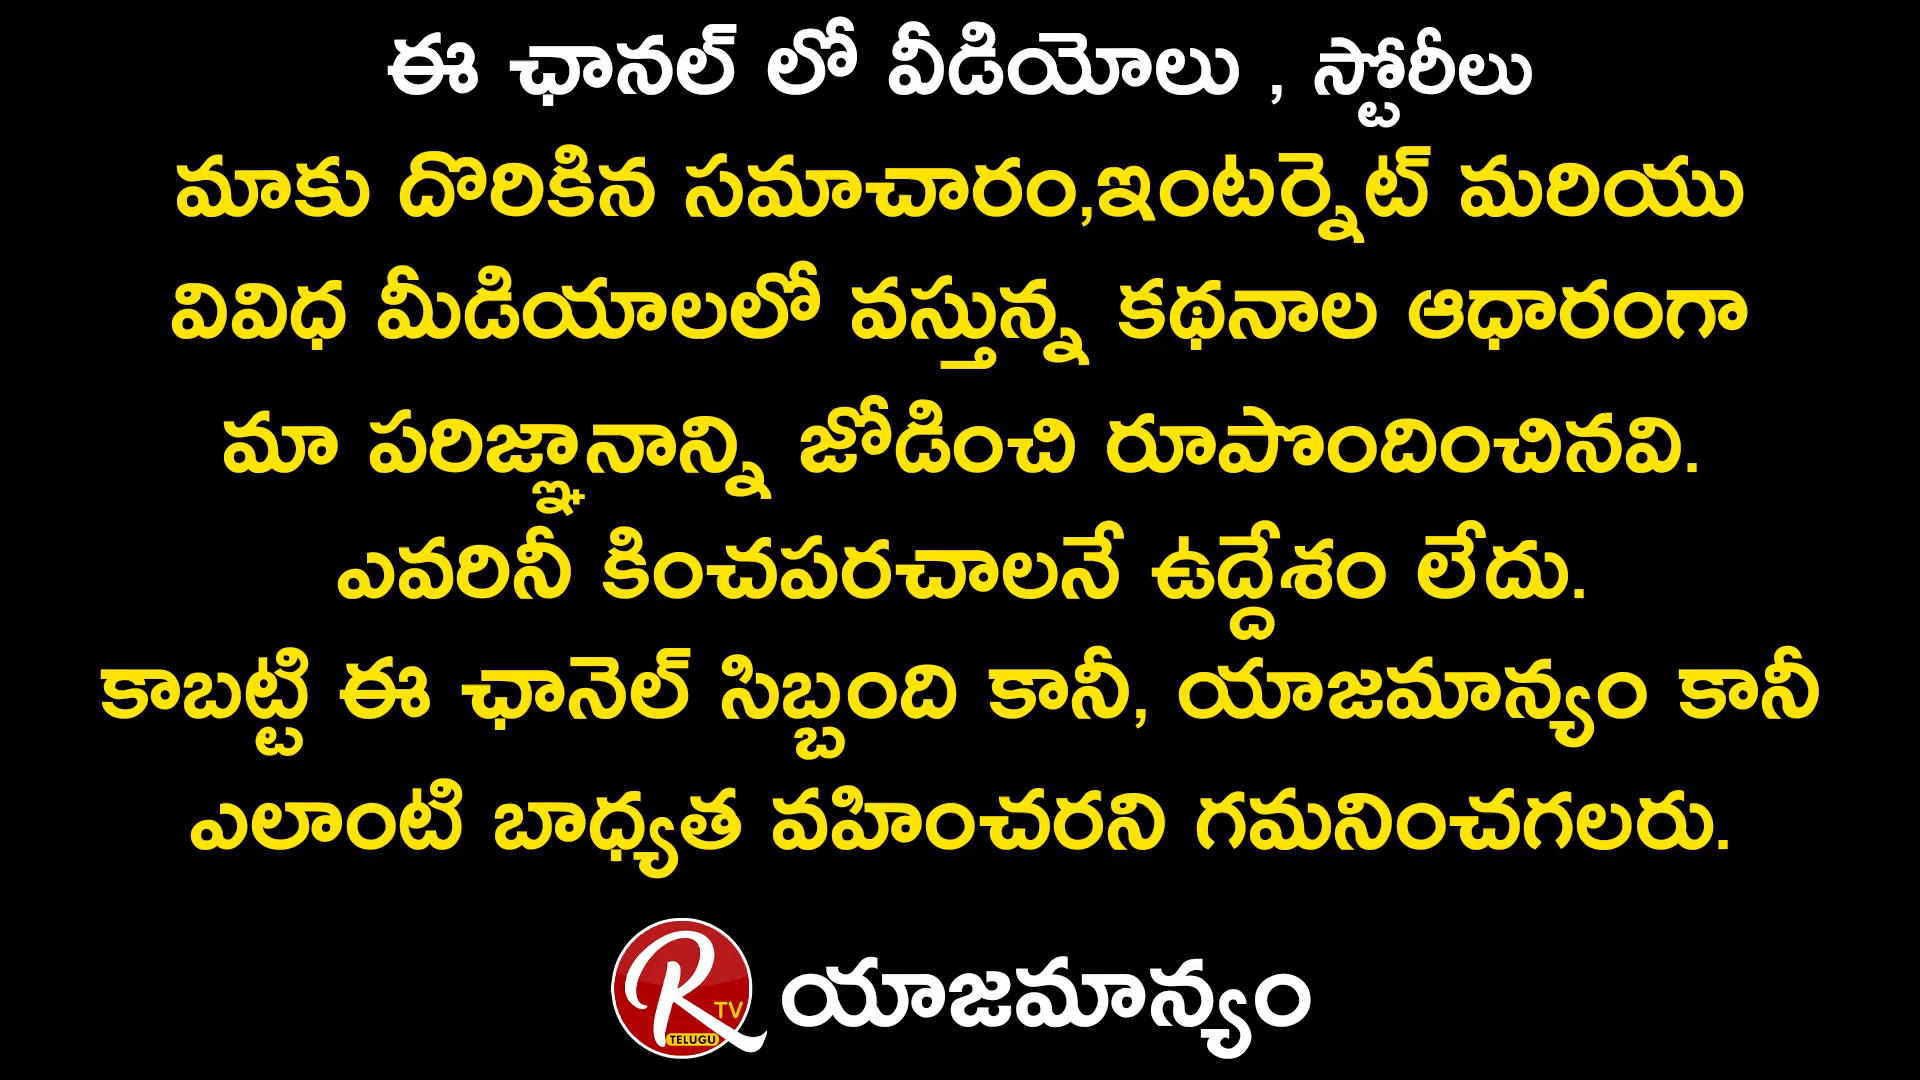 ఈ ఛానల్ లో వీడియోలు , స్టోరీలు
మాకు దొరికిన సమాచారం,ఇంటర్నెట్ మరియు
వివిధ మీడియాలలో వస్తున్న కథనాల ఆధారంగా
మా పరిజ్ఞానాన్ని జోడించి రూపొందించినవి.
ఎవరినీ కించపరచాలనే ఉద్దేశం లేదు.
కాబట్టి ఈ ఛానెల్ సిబ్బంది కానీ, యాజమాన్యం కానీ
ఎలాంటి బాధ్యత వహించరని గమనించగలరు.
R TV TELUGU యాజమాన్యం